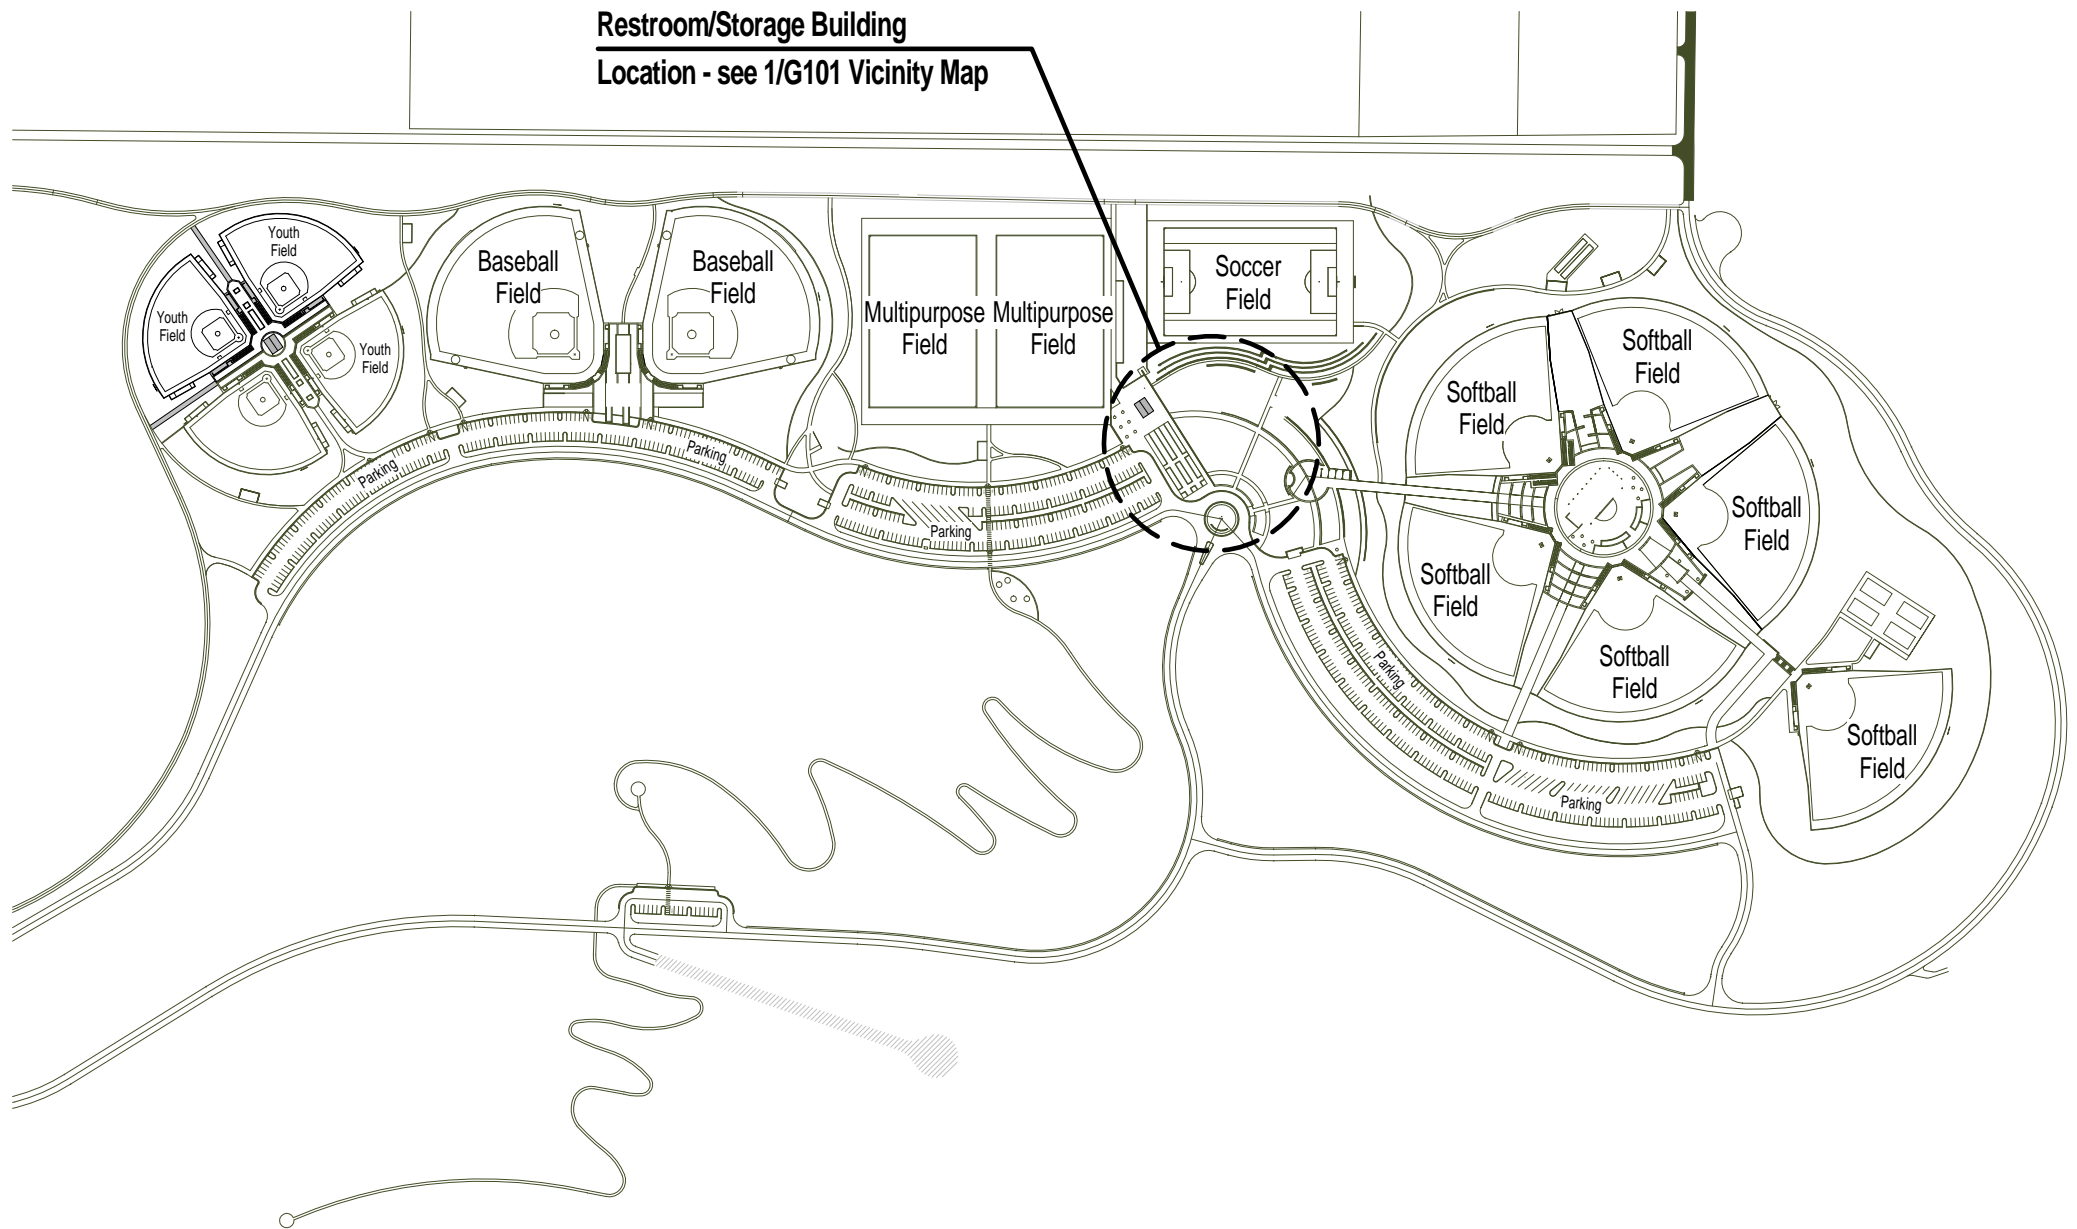 Restroom/Storage Building
Location - see 1/G101 Vicinity Map
Youth
Field
Youth
Field
Youth
Field
Baseball
Field
Baseball
Field
Multipurpose
Field
Multipurpose
Field
Soccer
Field
Softball
Field
Softball
Field
Softball
Field
Softball
Field
Softball
Field
Softball
Field
Parking
Parking
Parking
Parking
Parking